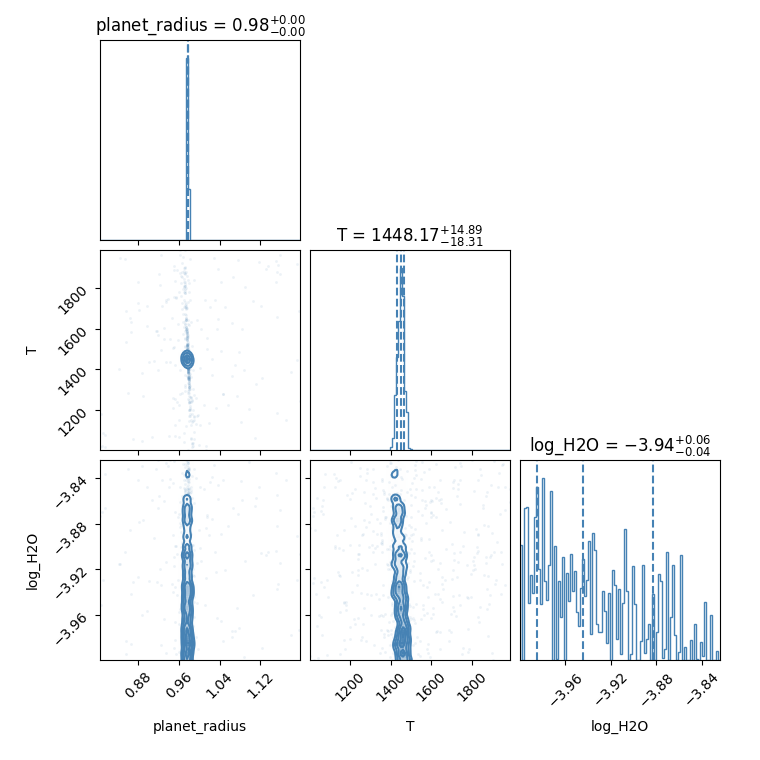 planet_radius = 0.98+0.00−0.00
T = 1448.17+14.89−18.31
1800
1600
1400
1200
T
log_H2O = −3.94+0.06−0.04
−3.84
−3.88
−3.92
−3.96
log_H2O
0.88
0.96
1.04
1.12
planet_radius
1200
1400
1600
1800
T
−3.96
−3.92
−3.88
−3.84
log_H2O